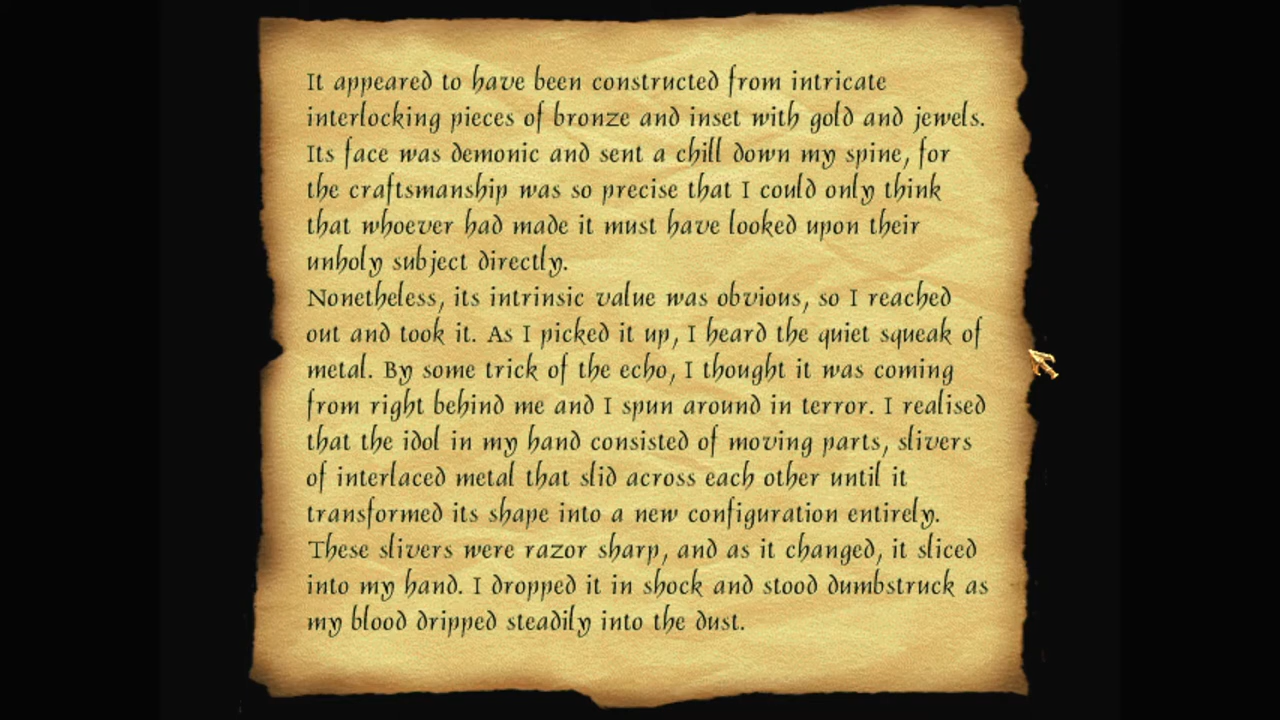 It appeared to have been constructed from intricate
interlocking pieces of bronze and inset with gold and jewels.
Its face was demonic and sent a chill down my spine, for
the craftsmanship was so precise that I could only think
that whoever had made it must have looked upon their
unholy subject directly.
Nonetheless, its intrinsic value was obvious, so I reached
out and took it. As I picked it up, I heard the quiet squeak of
metal. By some trick of the echo, I thought it was coming
from right behind me and I spun around in terror. I realised
that the idol in my hand consisted of moving parts, slivers
of interlaced metal that slid across each other until it
transformed its shape into a new configuration entirely.
These slivers were razor sharp, and as it changed, it sliced
into my hand. I dropped it in shock and stood dumbstruck as
my blood dripped steadily into the dust.